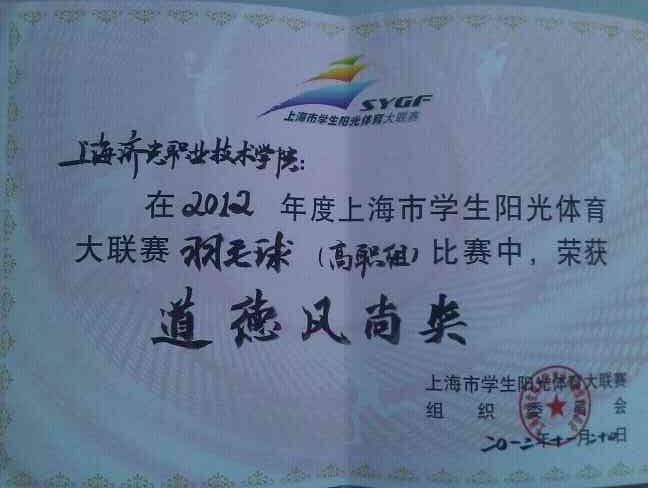 SYGF
上海市学生阳光体育大联赛
上海济光职业技术学院：
在2012年度上海市学生阳光体育
大联赛羽毛球（高职组）比赛中，荣获
道德风尚奖
上海市学生阳光体育大联赛
组织委员会
二〇一二年十一月二十日